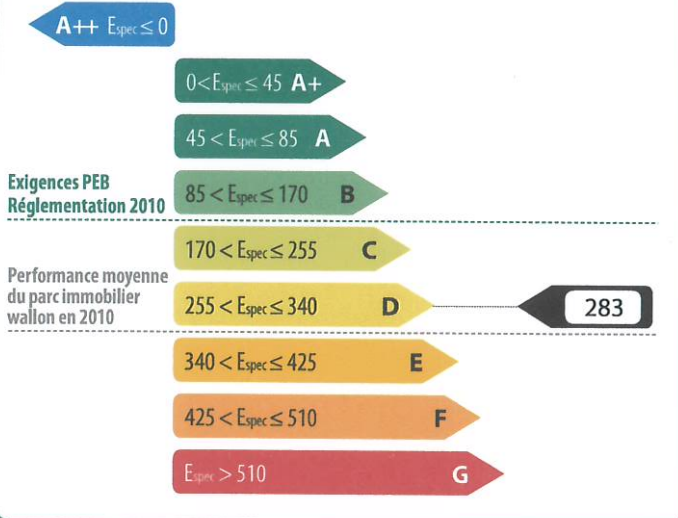 A++ Espec ≤ 0
0 < Espec ≤ 45 A+
45 < Espec ≤ 85 A
Exigences PEB
Réglementation 2010
85 < Espec ≤ 170 B
170 < Espec ≤ 255 C
Performance moyenne
du parc immobilier
wallon en 2010
255 < Espec ≤ 340 D
283
340 < Espec ≤ 425 E
425 < Espec ≤ 510 F
Espec > 510 G